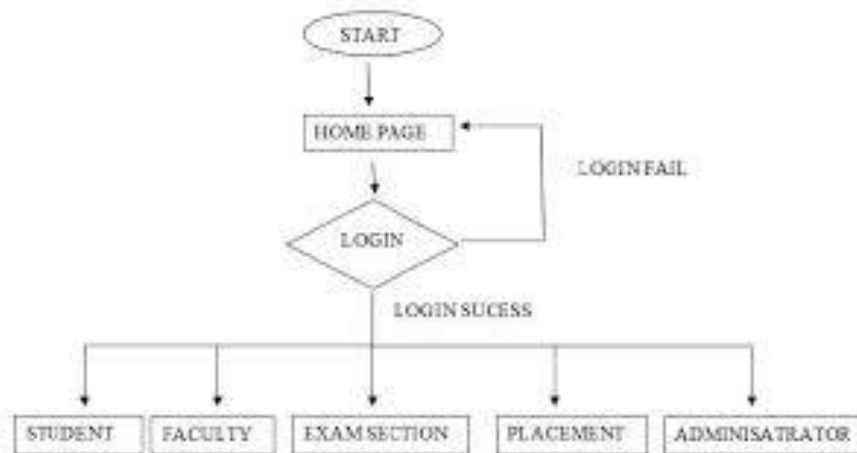 START
HOME PAGE
LOGIN FAIL
LOGIN
LOGIN SUCESS
STUDENT
FACULTY
EXAM SECTION
PLACEMENT
ADMINISATRATOR